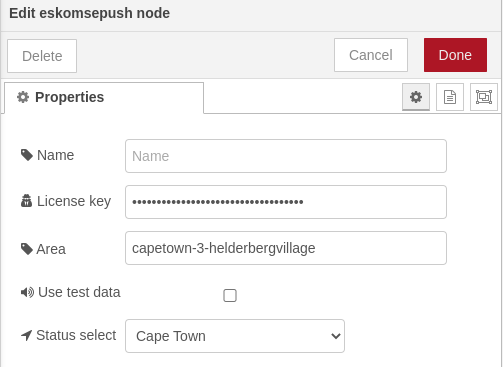 Edit eskomsepush node
Delete Cancel Done
Properties
Name Name
License key •••••••••••••••••••••••••••••••••••
Area capetown-3-helderbergvillage
Use test data
Status select Cape Town